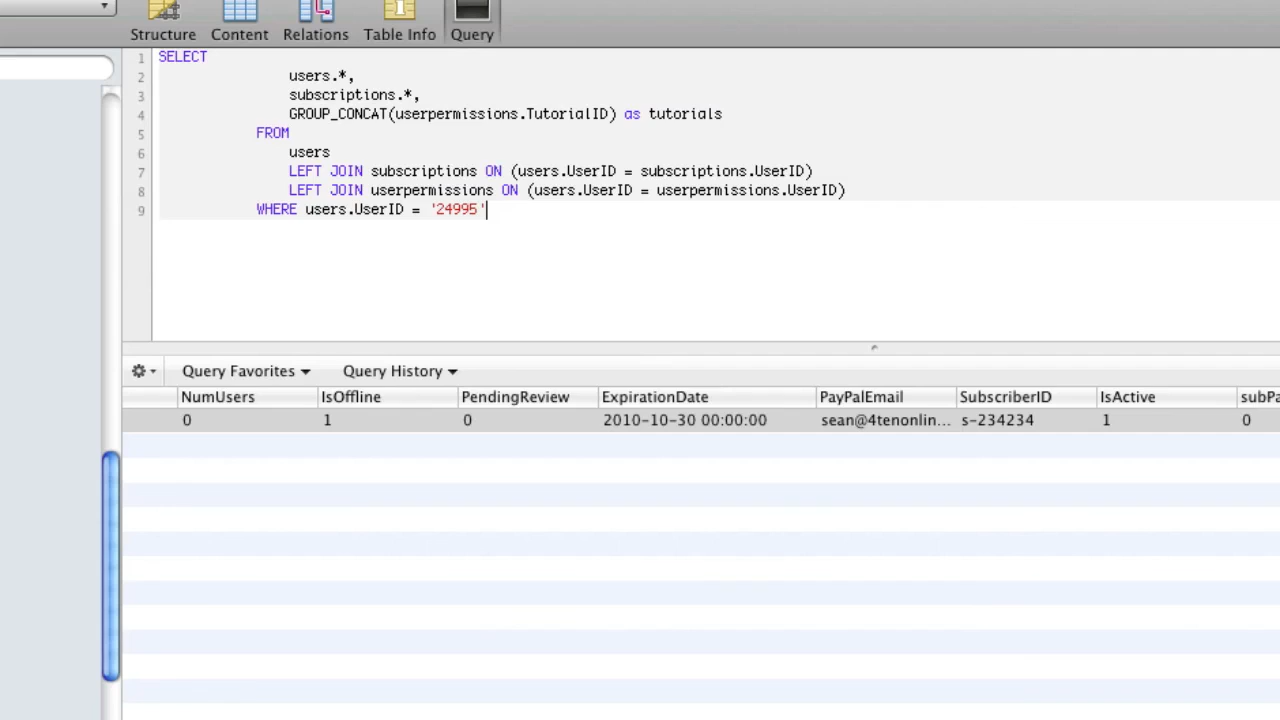 Structure Content Relations Table Info Query
1 SELECT
2 users.*,
3 subscriptions.*,
4 GROUP_CONCAT(userpermissions.TutorialID) as tutorials
5 FROM
6 users
7 LEFT JOIN subscriptions ON (users.UserID = subscriptions.UserID)
8 LEFT JOIN userpermissions ON (users.UserID = userpermissions.UserID)
9 WHERE users.UserID = '24995'
Query Favorites Query History
NumUsers IsOffline PendingReview ExpirationDate PayPalEmail SubscriberID IsActive subPa
0 1 0 2010-10-30 00:00:00 sean@4tenonlin... s-234234 1 0